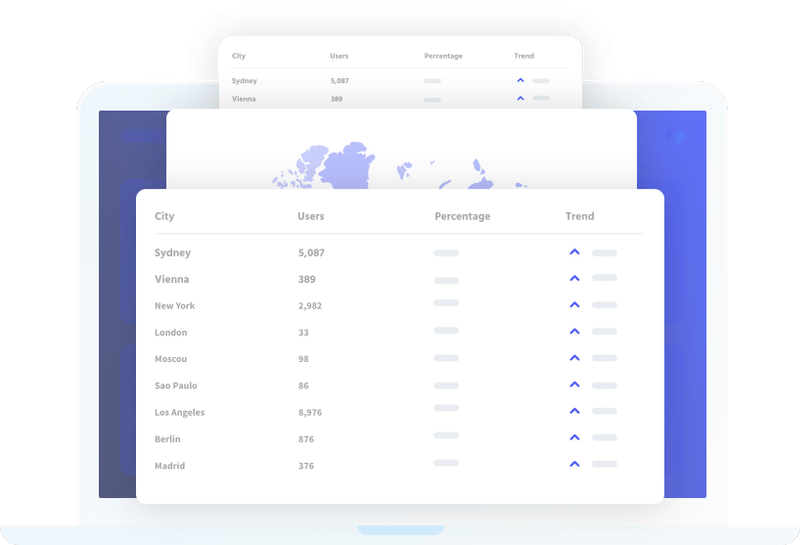 City Users Percentage Trend
Sydney 5,087
Vienna 389
City Users Percentage Trend
Sydney 5,087
Vienna 389
New York 2,982
London 33
Moscou 98
Sao Paulo 86
Los Angeles 8,976
Berlin 876
Madrid 376